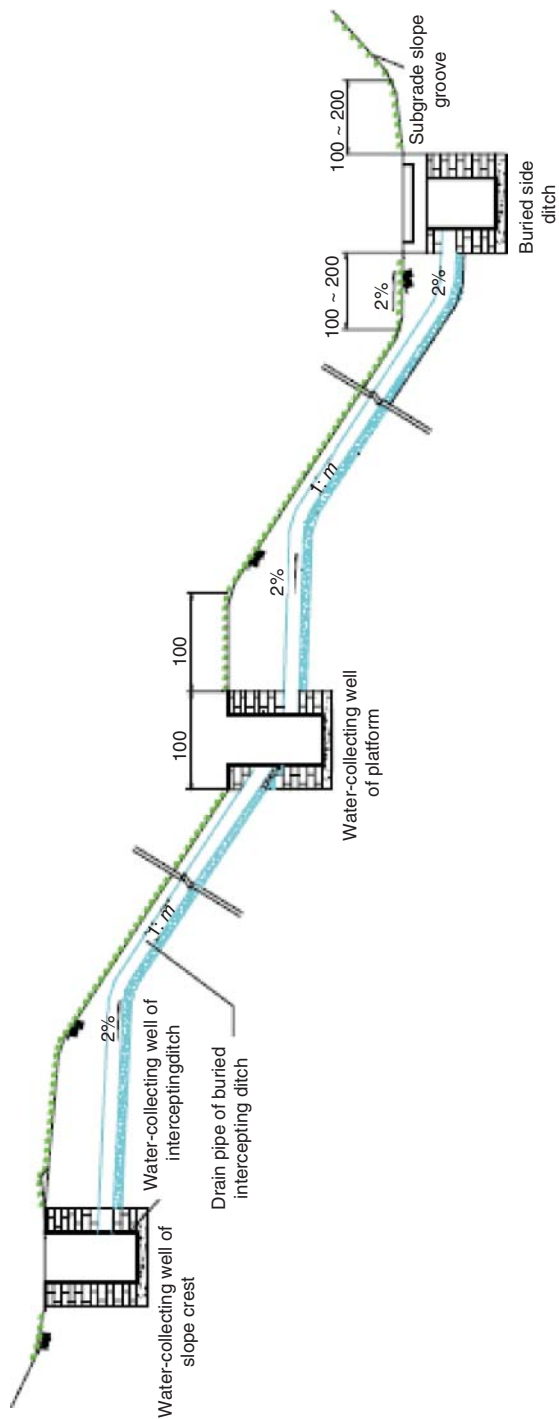 Water-collecting well of
slope crest
Water-collecting well of
interceptingditch
Drain pipe of buried
intercepting ditch
2%
1: m
100
100
Water-collecting well
of platform
2%
1: m
100 ~ 200
2%
2%
100 ~ 200
Subgrade slope
groove
Buried side
ditch